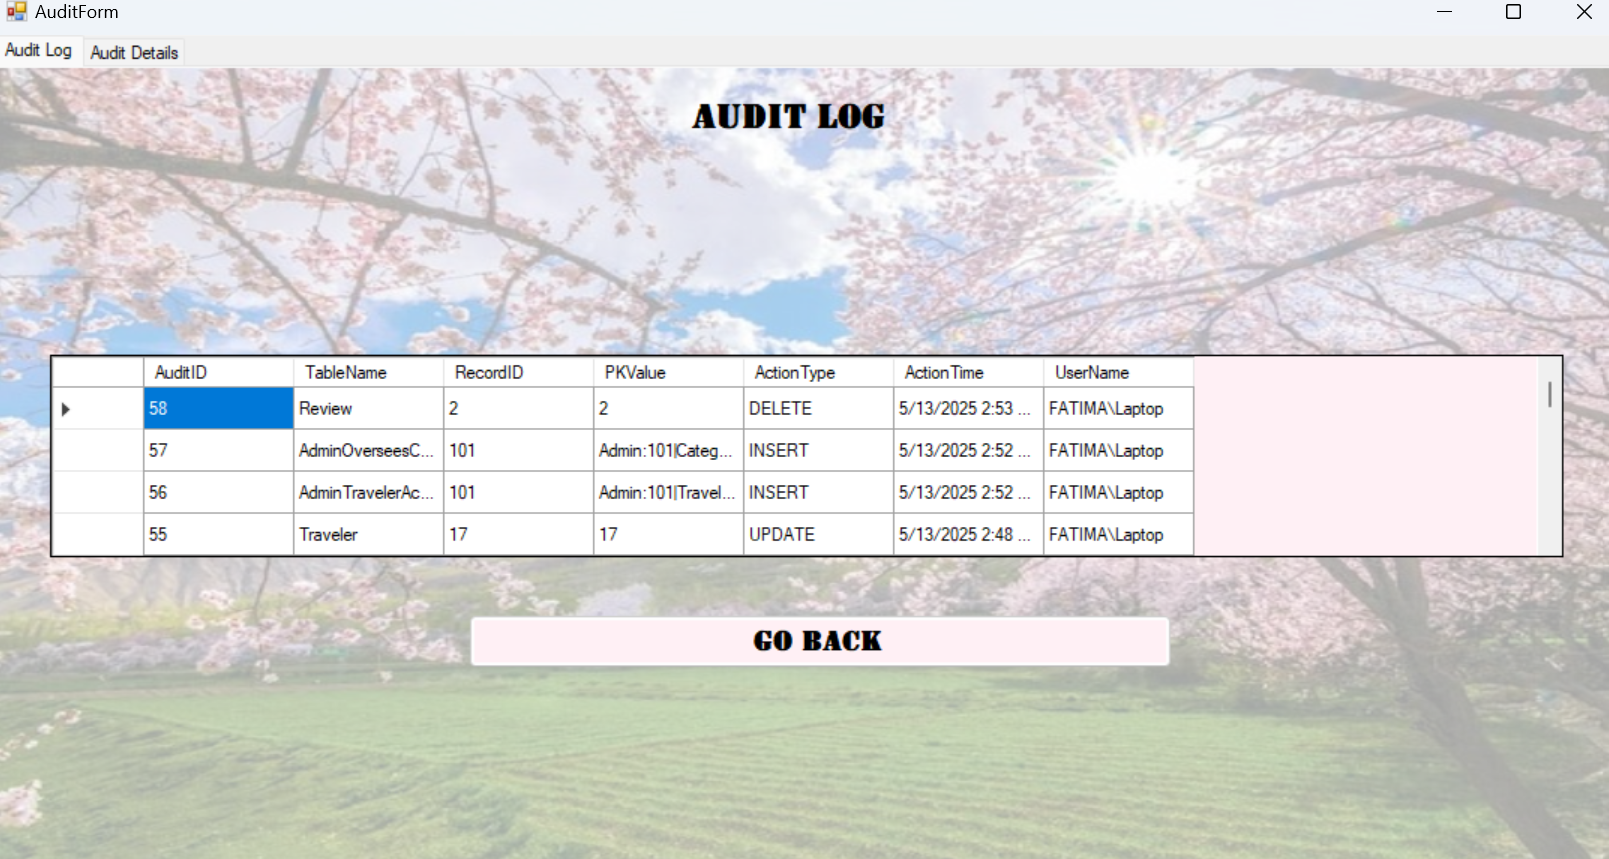 AuditForm
Audit Log Audit Details
AUDIT LOG
AuditID TableName RecordID PKValue ActionType ActionTime UserName
58 Review 2 2 DELETE 5/13/2025 2:53 ... FATIMA\Laptop
57 AdminOverseesC... 101 Admin:101|Categ... INSERT 5/13/2025 2:52 ... FATIMA\Laptop
56 AdminTravelerAc... 101 Admin:101|Travel... INSERT 5/13/2025 2:52 ... FATIMA\Laptop
55 Traveler 17 17 UPDATE 5/13/2025 2:48 ... FATIMA\Laptop
GO BACK